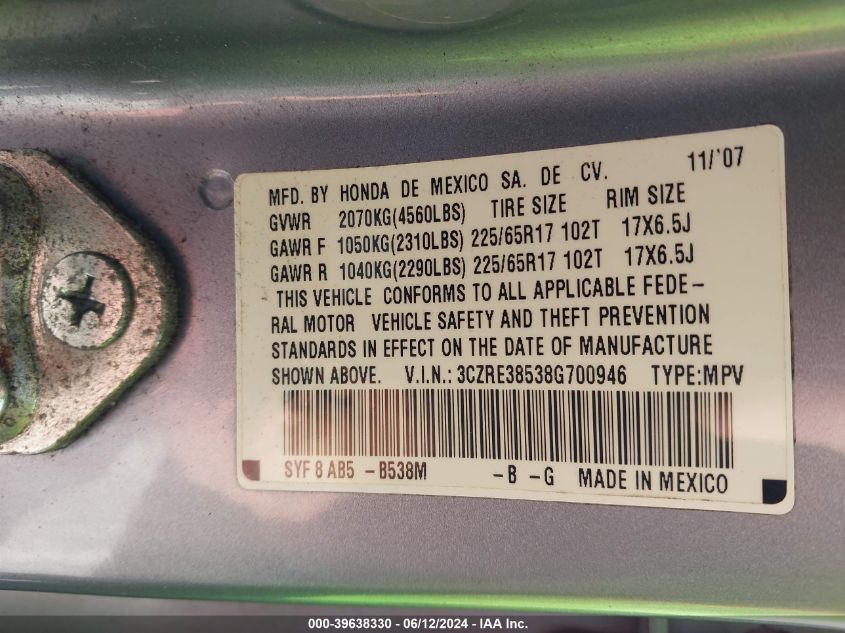 MFD. BY HONDA DE MEXICO SA. DE CV. 11/'07
GVWR 2070KG(4560LBS) TIRE SIZE RIM SIZE
GAWR F 1050KG(2310LBS) 225/65R17 102T 17X6.5J
GAWR R 1040KG(2290LBS) 225/65R17 102T 17X6.5J
THIS VEHICLE CONFORMS TO ALL APPLICABLE FEDE-
RAL MOTOR VEHICLE SAFETY AND THEFT PREVENTION
STANDARDS IN EFFECT ON THE DATE OF MANUFACTURE
SHOWN ABOVE. V.I.N.: 3CZRE38538G700946 TYPE:MPV
SYF 8 AB5 -B538M -B -G MADE IN MEXICO
000-39638330 - 06/12/2024 - IAA Inc.